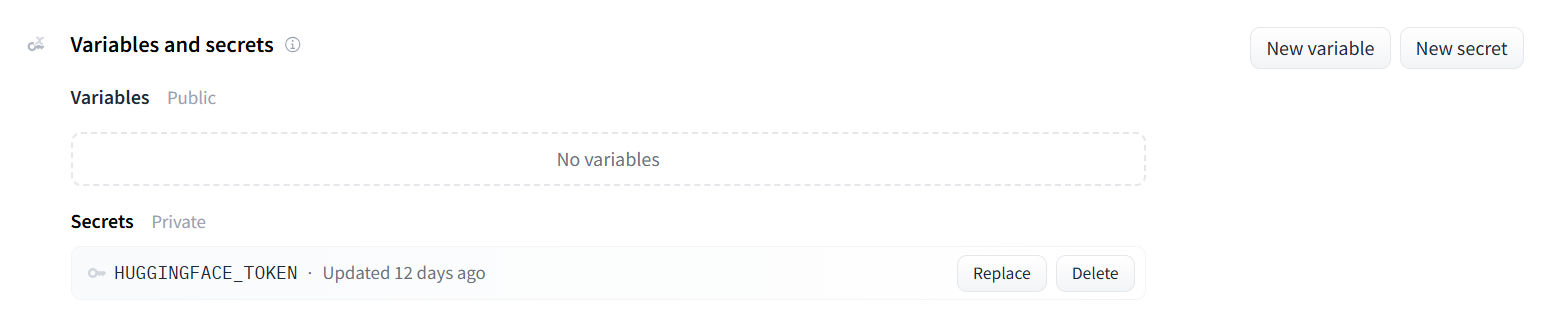 Variables and secrets
New variable
New secret
Variables Public
No variables
Secrets Private
HUGGINGFACE_TOKEN · Updated 12 days ago
Replace
Delete